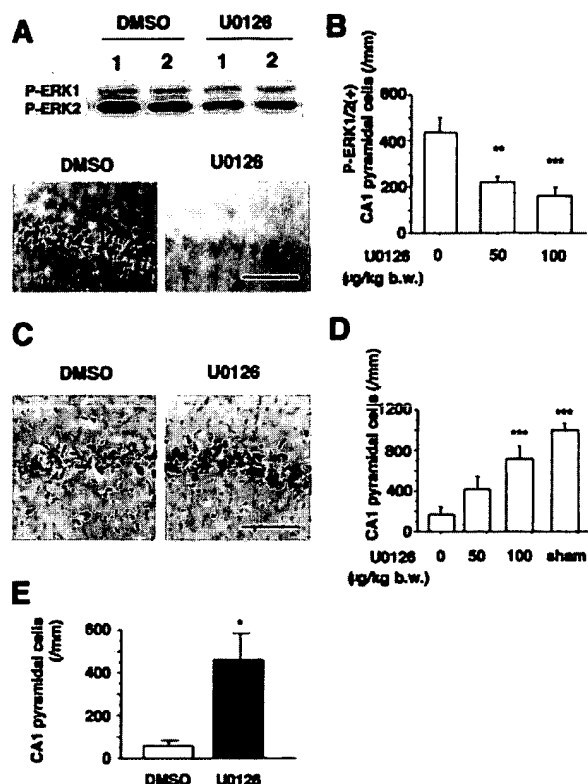 A
DMSO U0126
1 2 1 2
P-ERK1
P-ERK2
DMSO U0126
B
P-ERK1/2(+)
CA1 pyramidal cells (/mm)
600
400
200
0
** ***
U0126 0 50 100
(μg/kg b.w.)
C
DMSO U0126
D
CA1 pyramidal cells (/mm)
1200
800
400
0
*** ***
U0126 0 50 100 sham
(μg/kg b.w.)
E
CA1 pyramidal cells
(/mm)
600
400
200
0
*
DMSO U0126